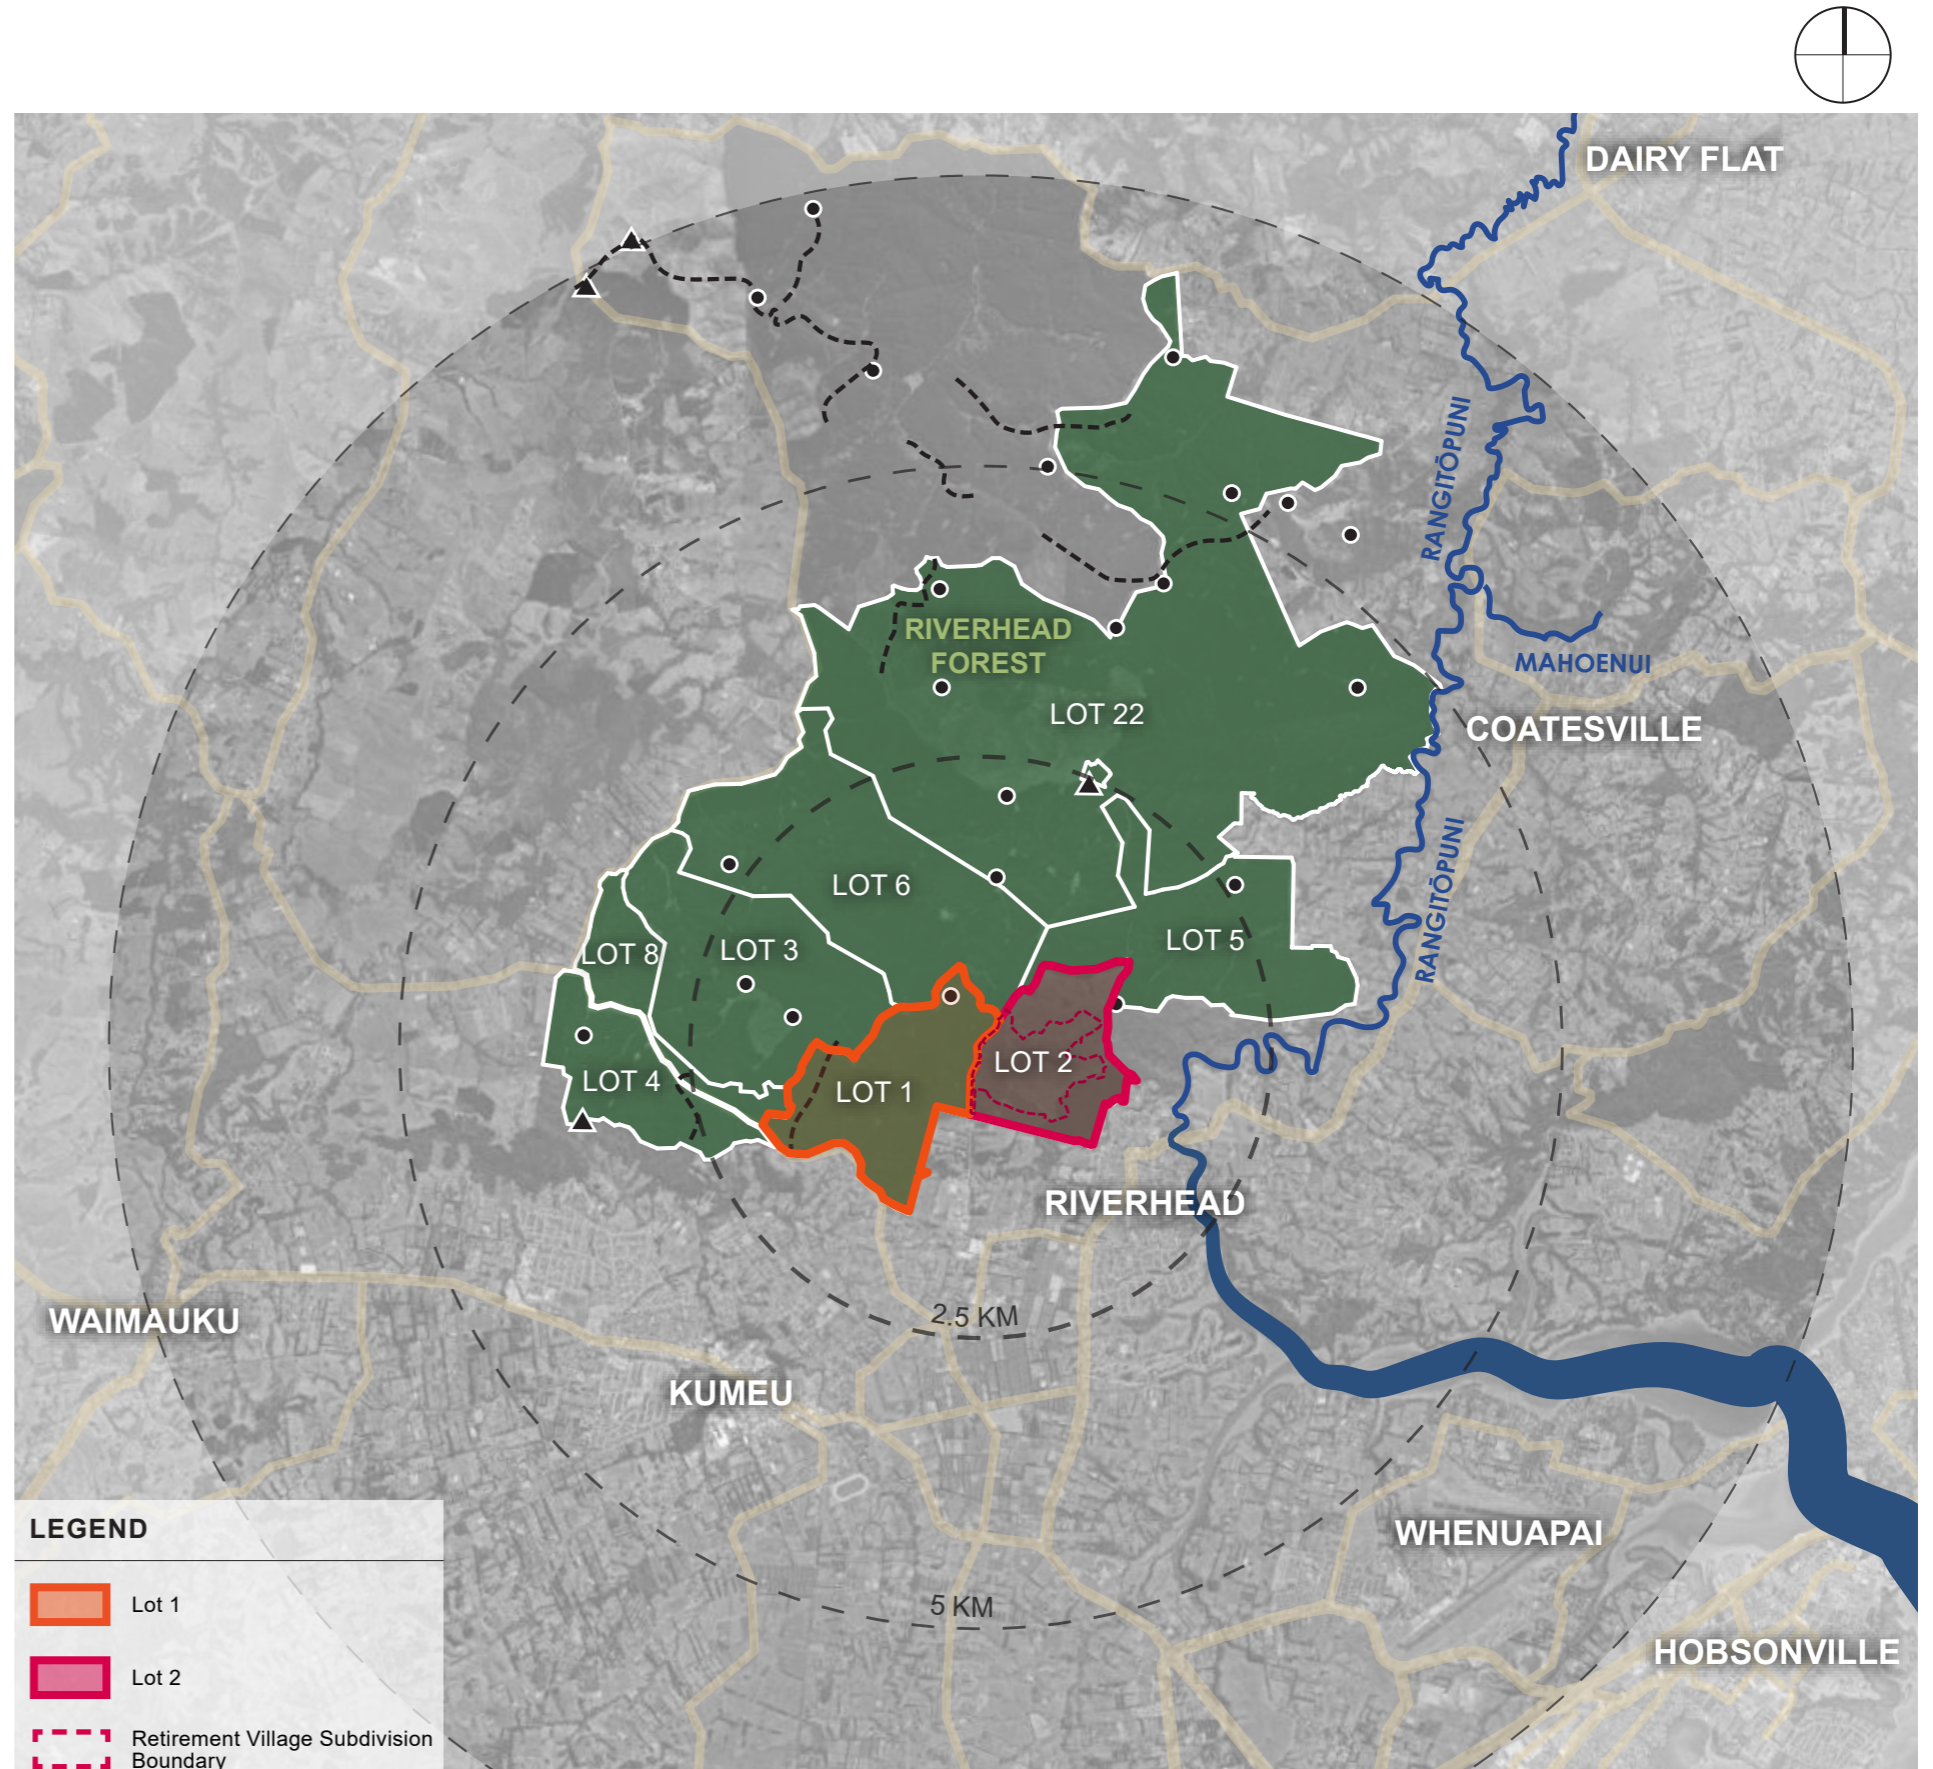 DAIRY FLAT
RANGITŌPUNI
RIVERHEAD
FOREST
MAHOENUI
LOT 22
COATESVILLE
RANGITŌPUNI
LOT 6
LOT 5
LOT 3
LOT 8
LOT 2
LOT 4
LOT 1
RIVERHEAD
2.5 KM
WAIMAUKU
KUMEU
WHENUAPAI
5 KM
HOBSONVILLE
LEGEND
Lot 1
Lot 2
Retirement Village Subdivision
Boundary